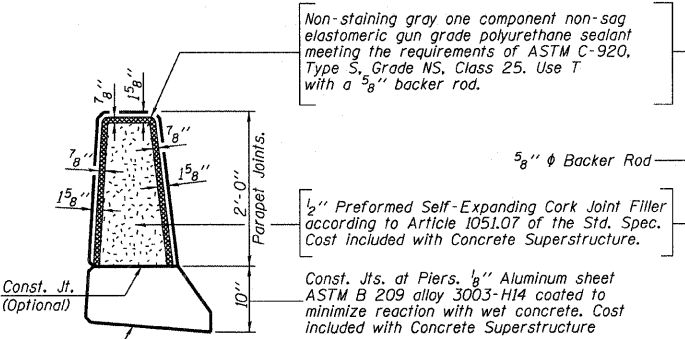 Non-staining gray one component non-sag
elastomeric gun grade polyurethane sealant
meeting the requirements of ASTM C-920,
Type S, Grade NS, Class 25. Use T
with a 5/8" backer rod.
7/8"
1 5/8"
7/8"
7/8"
1 5/8"
1 5/8"
2'-0"
Parapet Joints.
5/8" ϕ Backer Rod
1/2" Preformed Self-Expanding Cork Joint Filler
according to Article 1051.07 of the Std. Spec.
Cost included with Concrete Superstructure.
Const. Jt.
(Optional)
10"
Const. Jts. at Piers. 1/8" Aluminum sheet
ASTM B 209 alloy 3003-H14 coated to
minimize reaction with wet concrete. Cost
included with Concrete Superstructure